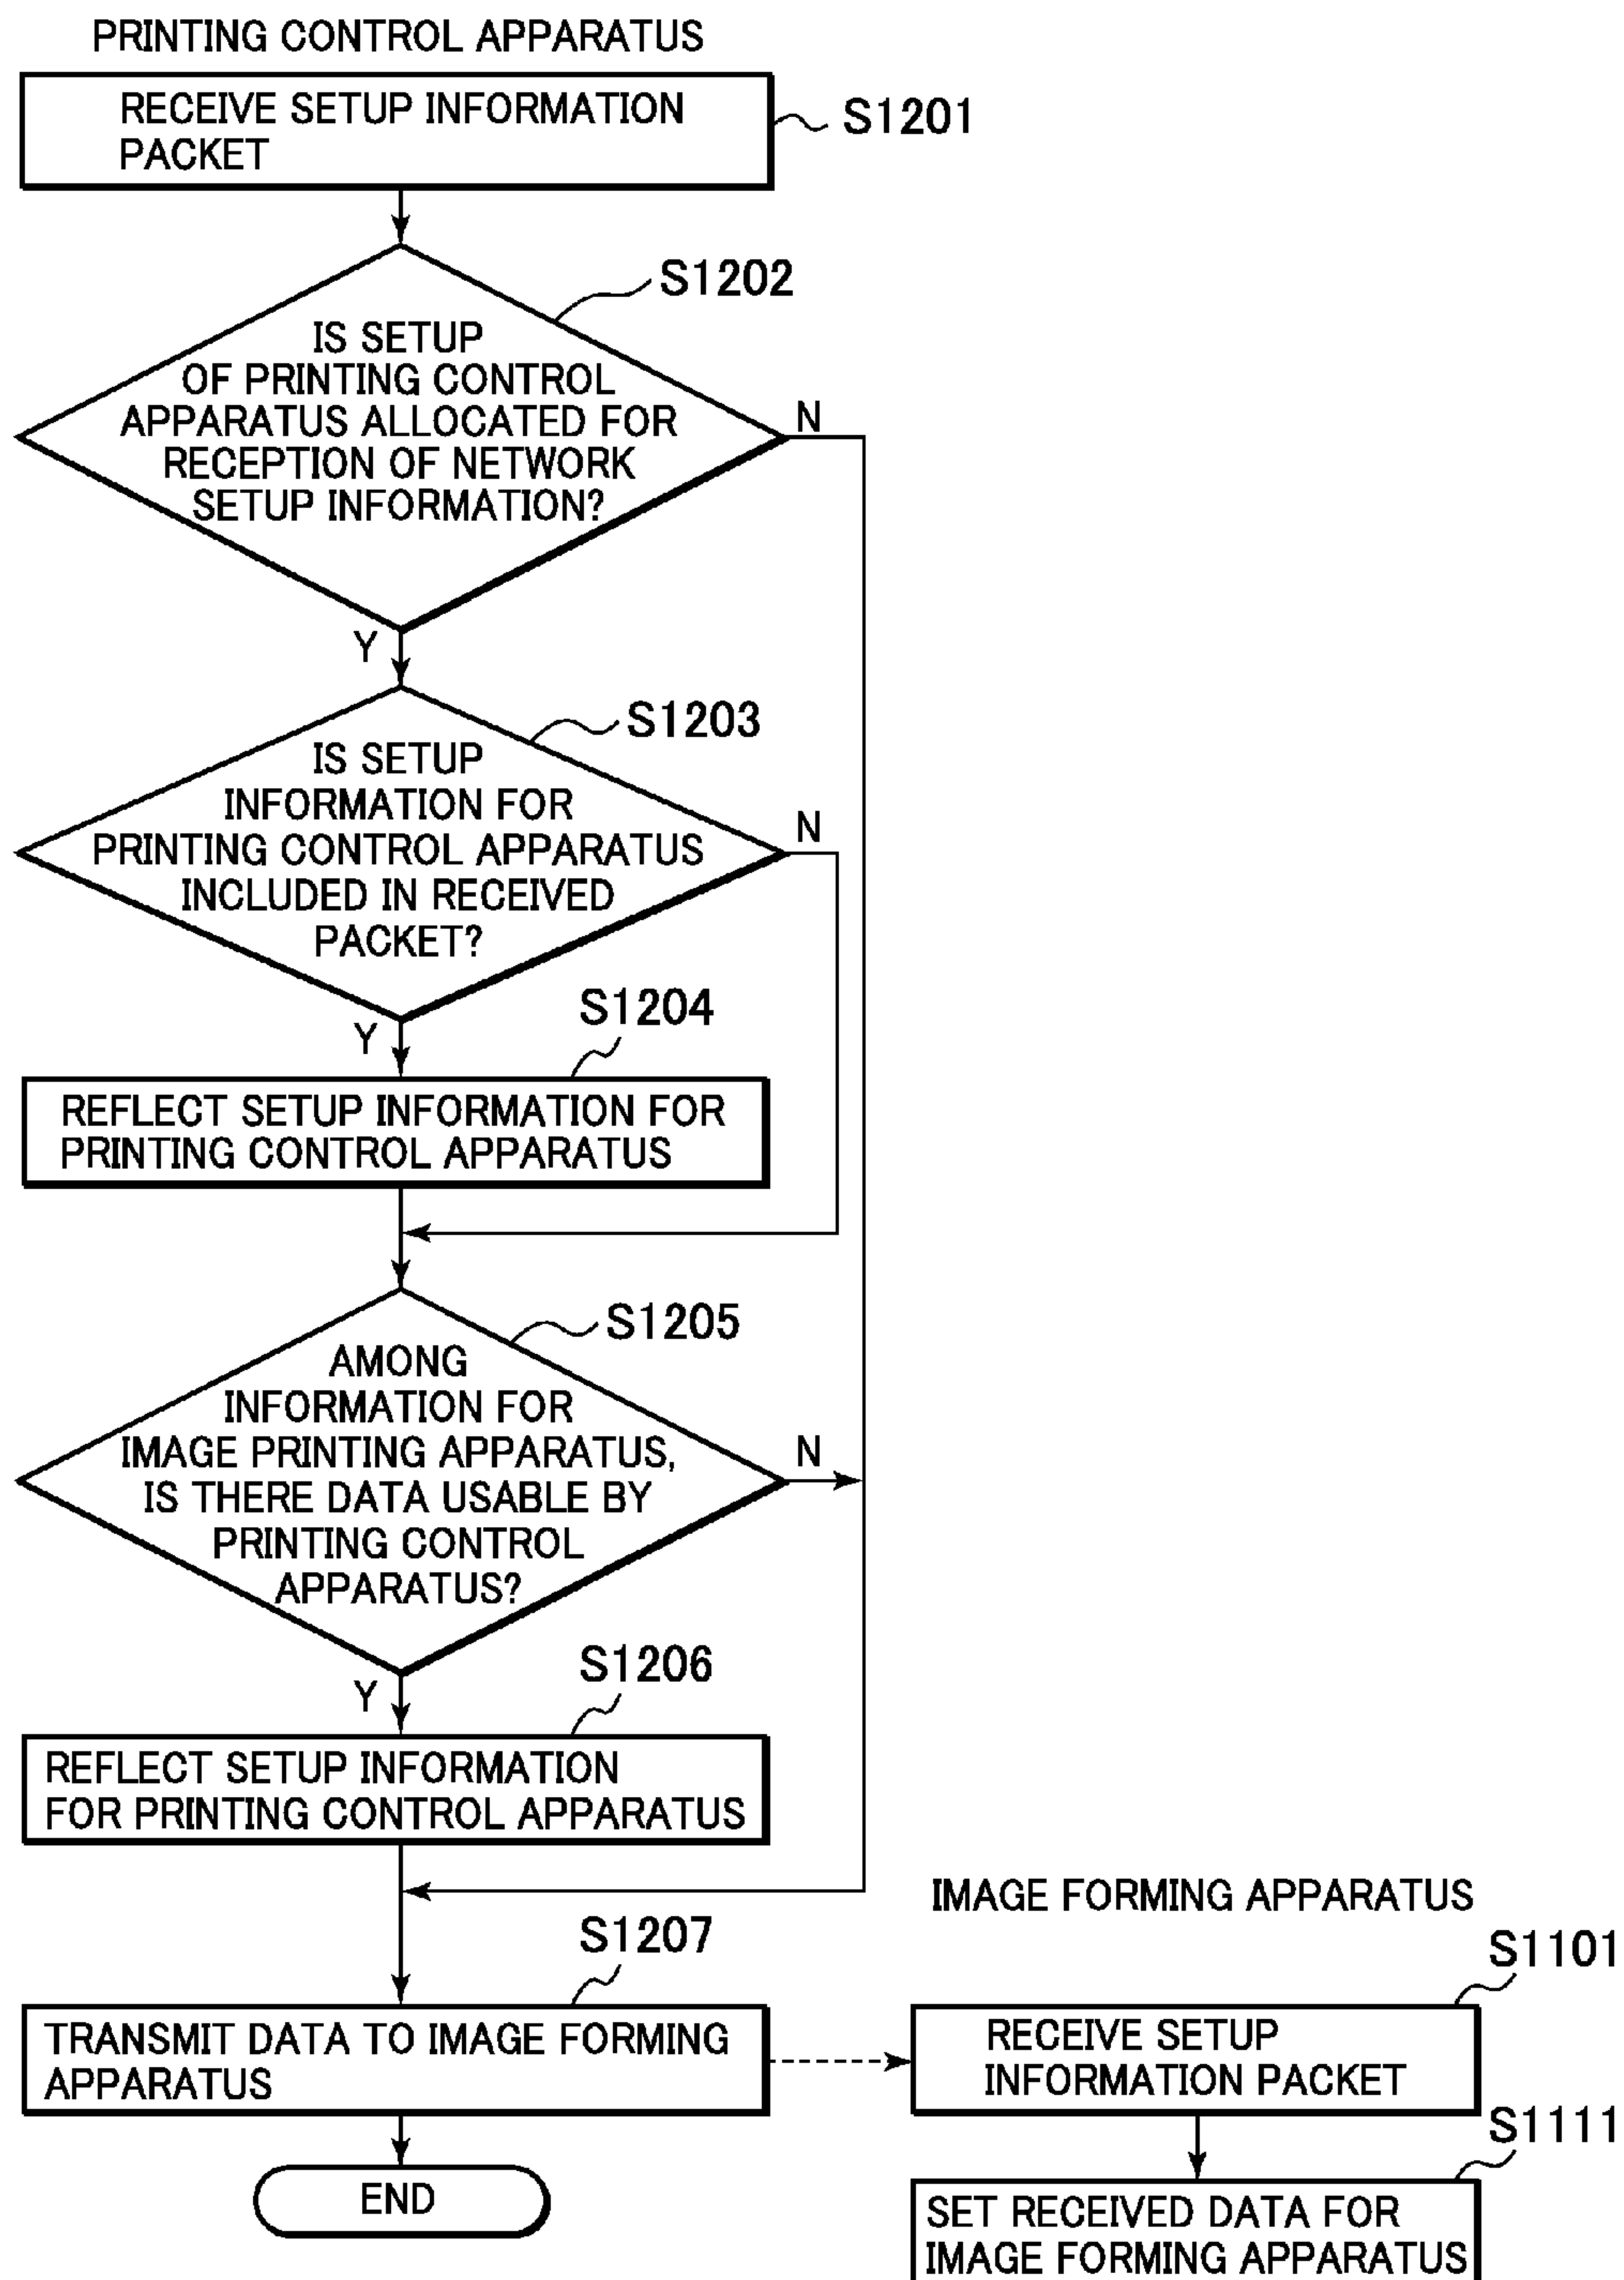 PRINTING CONTROL APPARATUS
RECEIVE SETUP INFORMATION
PACKET
S1201
S1202
IS SETUP
OF PRINTING CONTROL
APPARATUS ALLOCATED FOR
RECEPTION OF NETWORK
SETUP INFORMATION?
N
Y
S1203
IS SETUP
INFORMATION FOR
PRINTING CONTROL APPARATUS
INCLUDED IN RECEIVED
PACKET?
N
Y
S1204
REFLECT SETUP INFORMATION FOR
PRINTING CONTROL APPARATUS
S1205
AMONG
INFORMATION FOR
IMAGE PRINTING APPARATUS,
IS THERE DATA USABLE BY
PRINTING CONTROL
APPARATUS?
N
Y
S1206
REFLECT SETUP INFORMATION
FOR PRINTING CONTROL APPARATUS
S1207
TRANSMIT DATA TO IMAGE FORMING
APPARATUS
END
IMAGE FORMING APPARATUS
S1101
RECEIVE SETUP
INFORMATION PACKET
S1111
SET RECEIVED DATA FOR
IMAGE FORMING APPARATUS